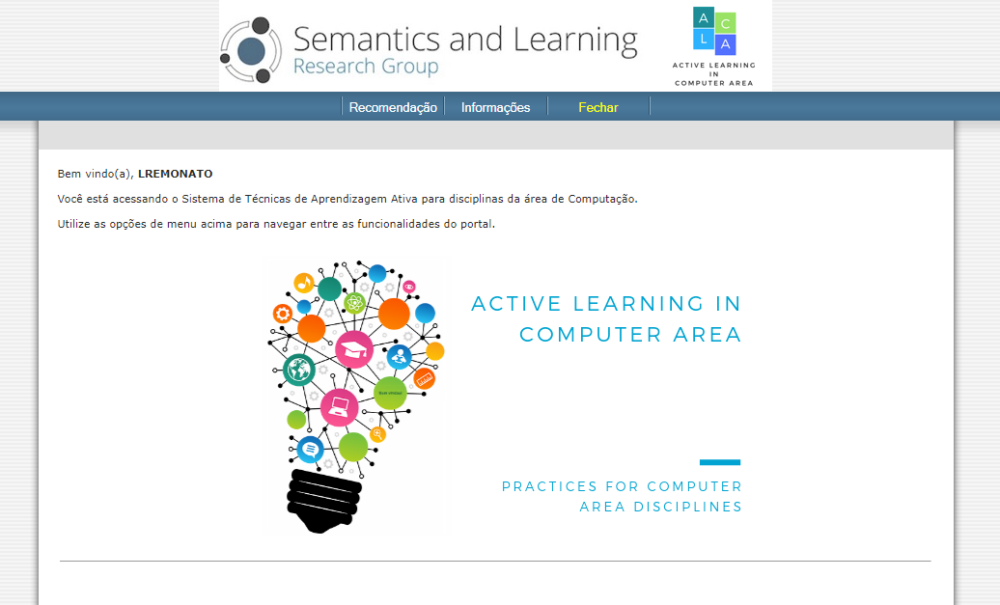 Semantics and Learning
Research Group
A C
L A
ACTIVE LEARNING
IN
COMPUTER AREA
Recomendação Informações Fechar
Bem vindo(a), LREMONATO
Você está acessando o Sistema de Técnicas de Aprendizagem Ativa para disciplinas da área de Computação.
Utilize as opções de menu acima para navegar entre as funcionalidades do portal.
ACTIVE LEARNING IN
COMPUTER AREA
PRACTICES FOR COMPUTER
AREA DISCIPLINES